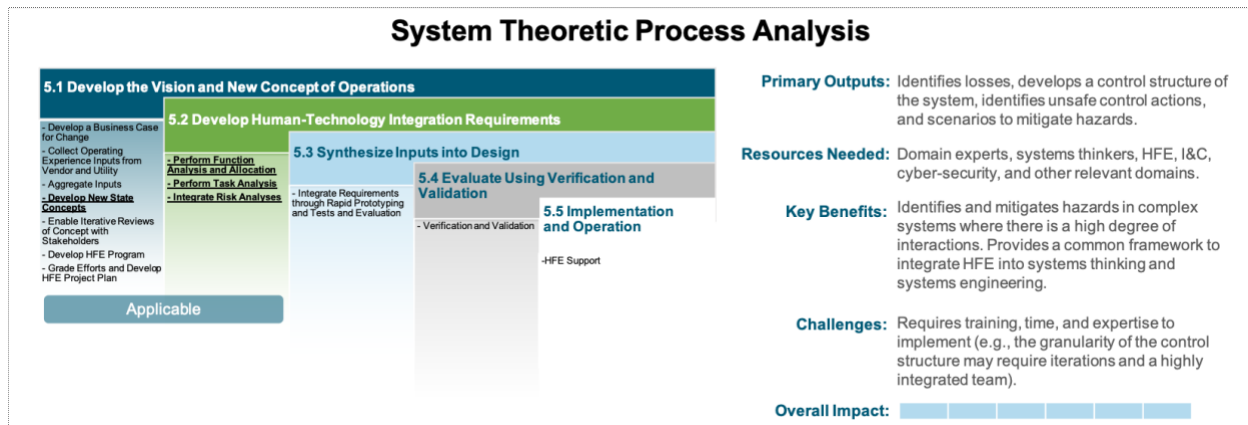 System Theoretic Process Analysis
5.1 Develop the Vision and New Concept of Operations
- Develop a Business Case
for Change
- Collect Operating
Experience Inputs from
Vendor and Utility
- Aggregate Inputs
- Develop New State
Concepts
- Enable Iterative Reviews
of Concept with
Stakeholders
- Develop HFE Program
- Grade Efforts and Develop
HFE Project Plan
5.2 Develop Human-Technology Integration Requirements
- Perform Function
Analysis and Allocation
- Perform Task Analysis
- Integrate Risk Analyses
5.3 Synthesize Inputs into Design
- Integrate Requirements
through Rapid Prototyping
and Tests and Evaluation
5.4 Evaluate Using Verification and
Validation
- Verification and Validation
5.5 Implementation
and Operation
-HFE Support
Applicable
Primary Outputs: Identifies losses, develops a control structure of
the system, identifies unsafe control actions,
and scenarios to mitigate hazards.
Resources Needed: Domain experts, systems thinkers, HFE, I&C,
cyber-security, and other relevant domains.
Key Benefits: Identifies and mitigates hazards in complex
systems where there is a high degree of
interactions. Provides a common framework to
integrate HFE into systems thinking and
systems engineering.
Challenges: Requires training, time, and expertise to
implement (e.g., the granularity of the control
structure may require iterations and a highly
integrated team).
Overall Impact: